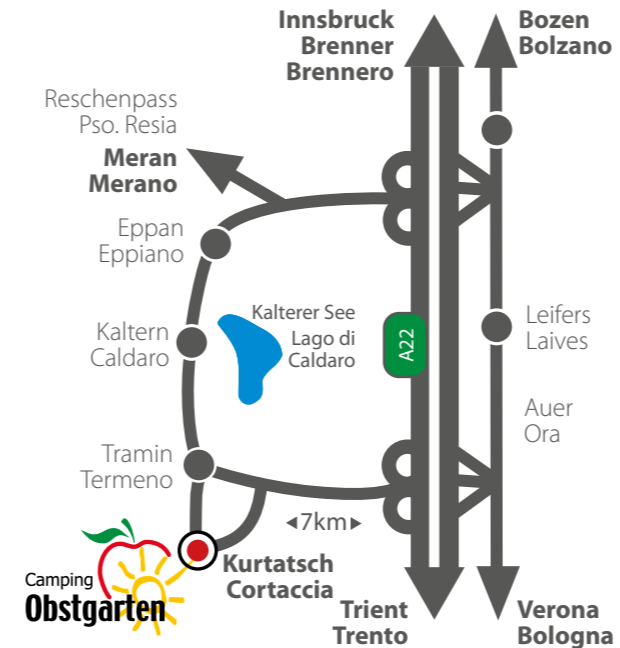 Innsbruck
Brenner
Brennero
Bozen
Bolzano
Reschenpass
Pso. Resia
Meran
Merano
Eppan
Eppiano
Kalterer See
Lago di
Caldaro
Kaltern
Caldaro
A22
Leifers
Laives
Auer
Ora
Tramin
Termeno
◂7km▸
Kurtatsch
Cortaccia
Camping
Obstgarten
Trient
Trento
Verona
Bologna